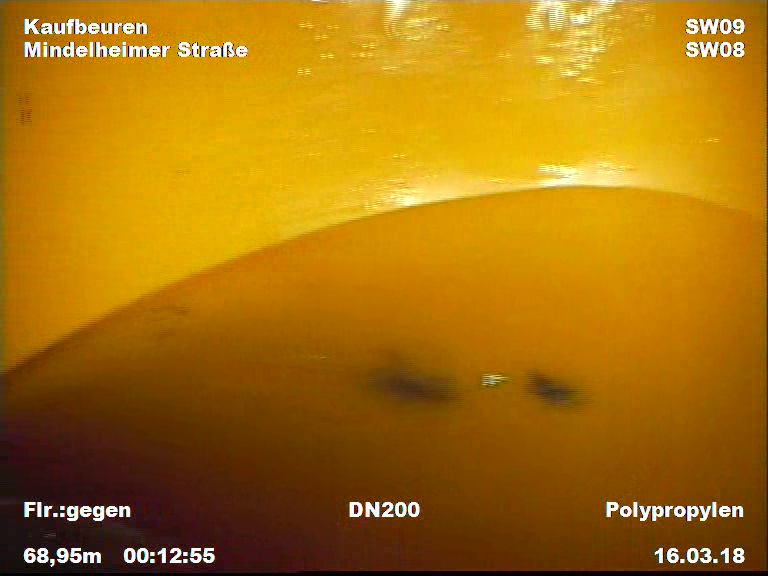 Kaufbeuren
Mindelheimer Straße
SW09
SW08
Flr.:gegen
DN200
Polypropylen
68,95m 00:12:55
16.03.18